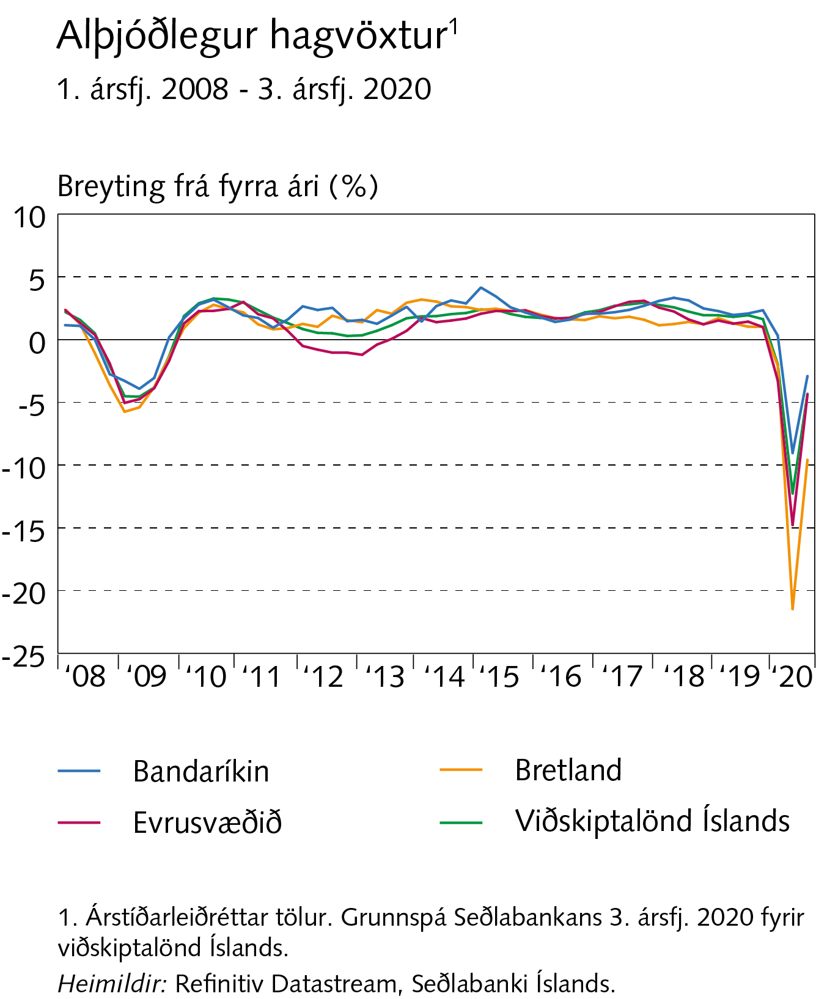 Alþjóðlegur hagvöxtur¹
1. ársfj. 2008 - 3. ársfj. 2020
Breyting frá fyrra ári (%)
10
5
0
-5
-10
-15
-20
-25
‘08 ‘09 ‘10 ‘11 ‘12 ‘13 ‘14 ‘15 ‘16 ‘17 ‘18 ‘19 ‘20
Bandaríkin
Bretland
Evrusvæðið
Viðskiptalönd Íslands
1. Árstíðarleiðréttar tölur. Grunnspá Seðlabankans 3. ársfj. 2020 fyrir
viðskiptalönd Íslands.
Heimildir: Refinitiv Datastream, Seðlabanki Íslands.